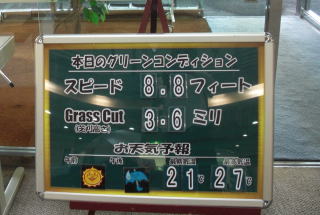 本日のグリーンコンディション
スピード 8.8 フィート
Grass Cut 3.6 ミリ
(刈り高さ)
お天気予報
午前 午後 最低気温 最高気温
21℃ 27℃